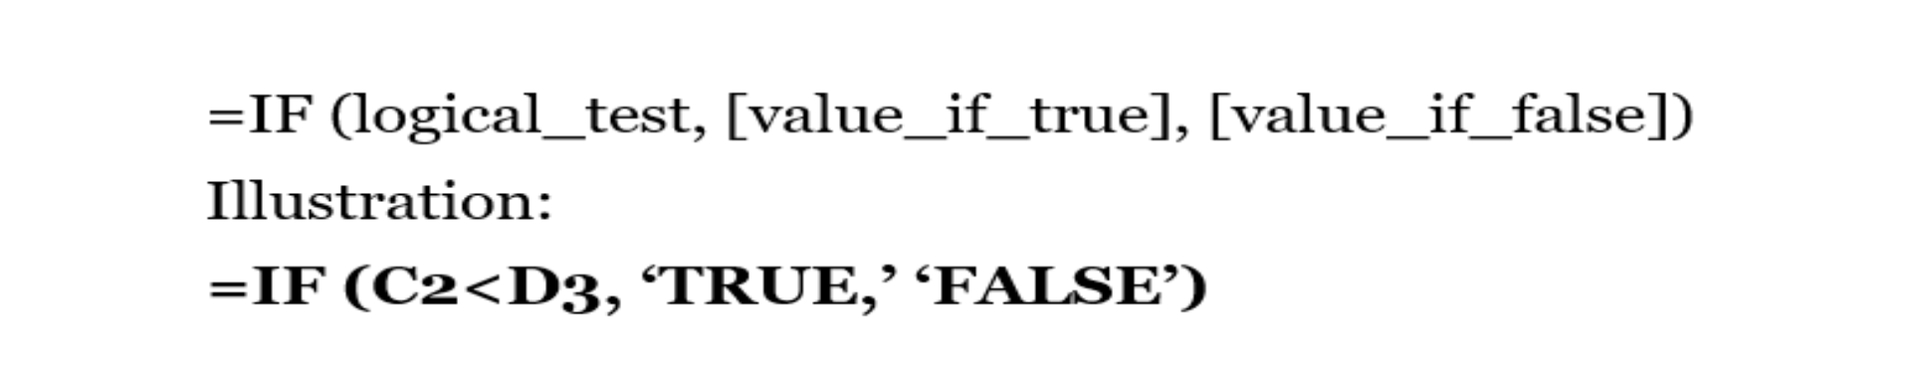 =IF (logical_test, [value_if_true], [value_if_false])
Illustration:
=IF (C2<D3, ‘TRUE,’ ‘FALSE’)